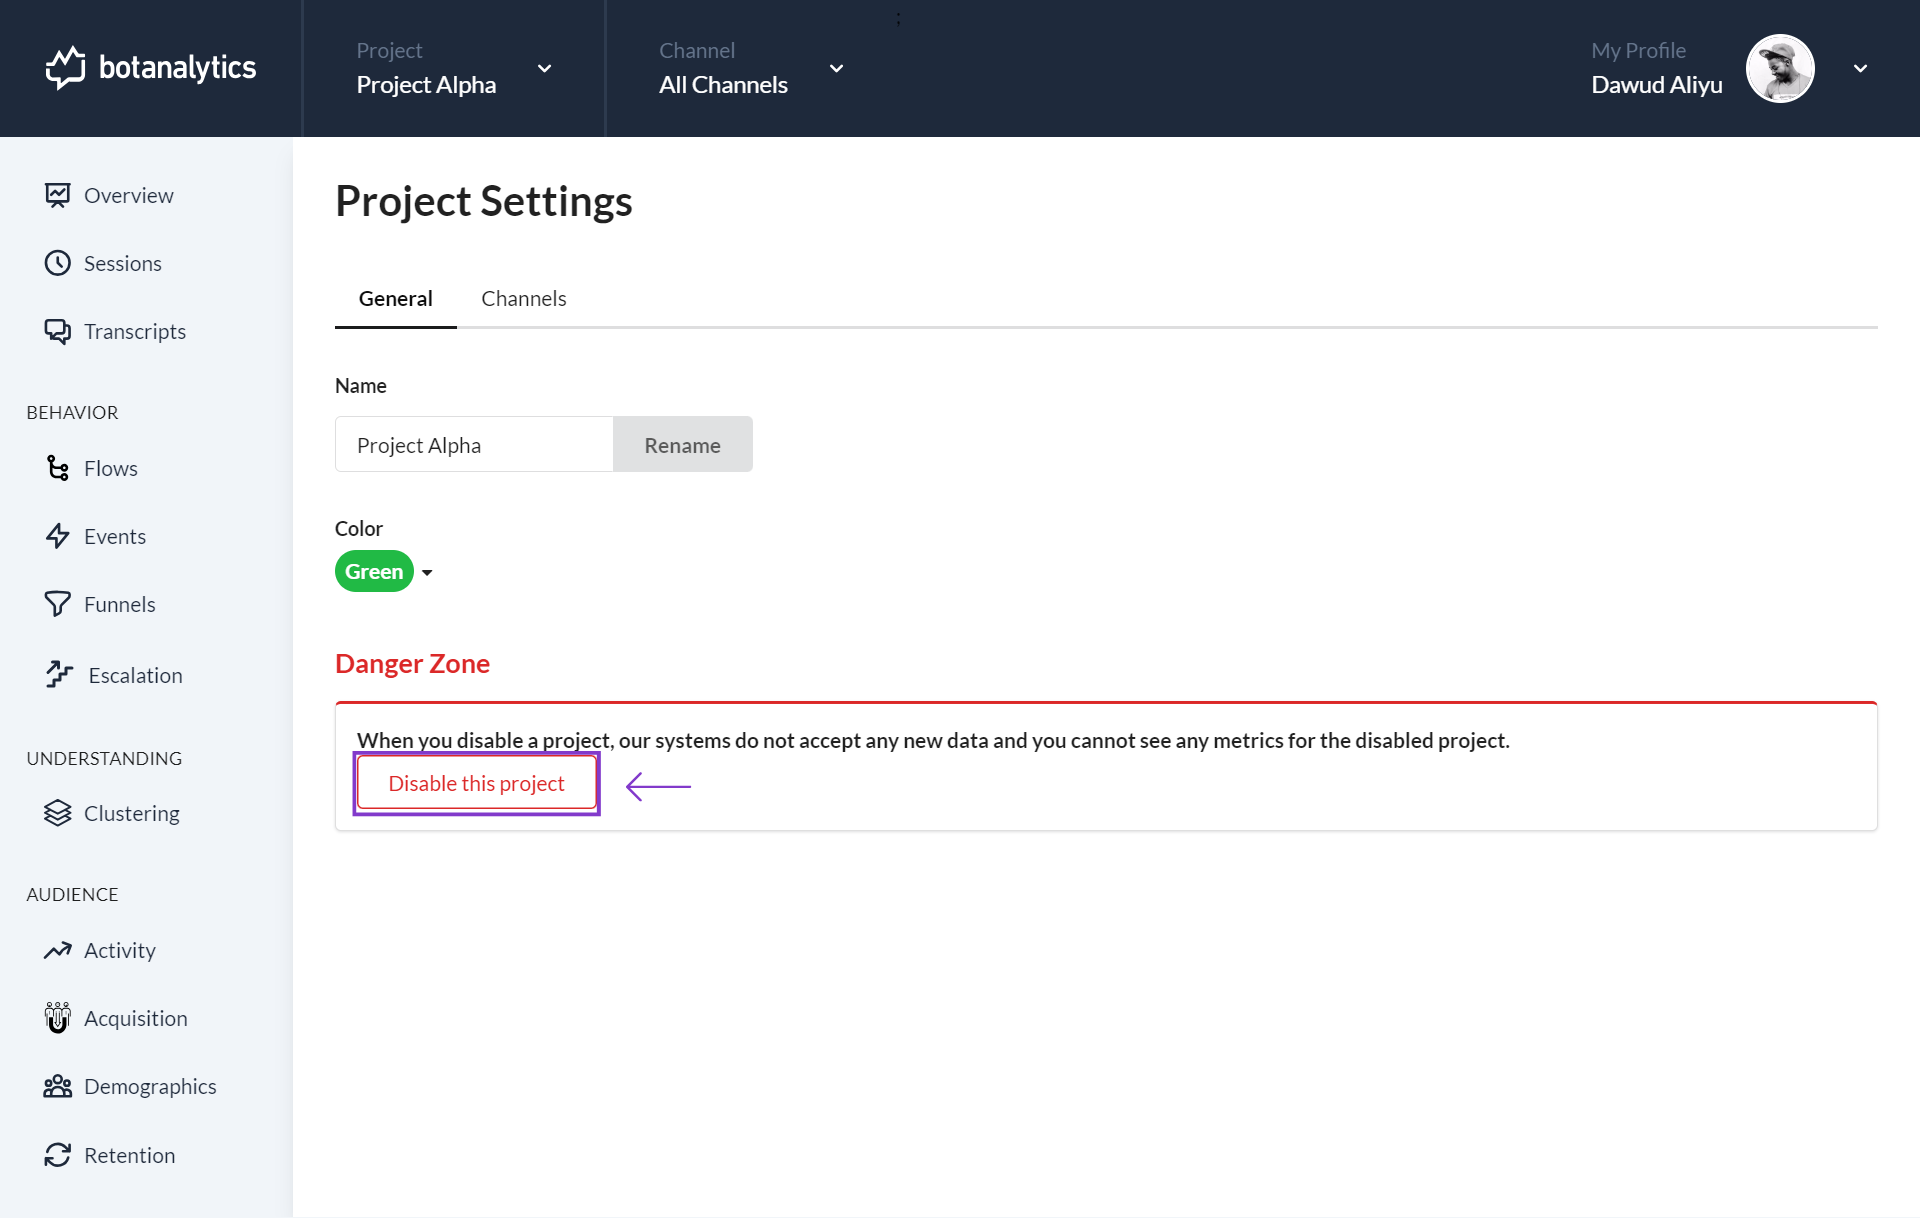 botanalytics
Project
Project Alpha
Channel
All Channels
;
My Profile
Dawud Aliyu
Overview
Sessions
Transcripts
BEHAVIOR
Flows
Events
Funnels
Escalation
UNDERSTANDING
Clustering
AUDIENCE
Activity
Acquisition
Demographics
Retention
Project Settings
General
Channels
Name
Project Alpha
Rename
Color
Green
Danger Zone
When you disable a project, our systems do not accept any new data and you cannot see any metrics for the disabled project.
Disable this project